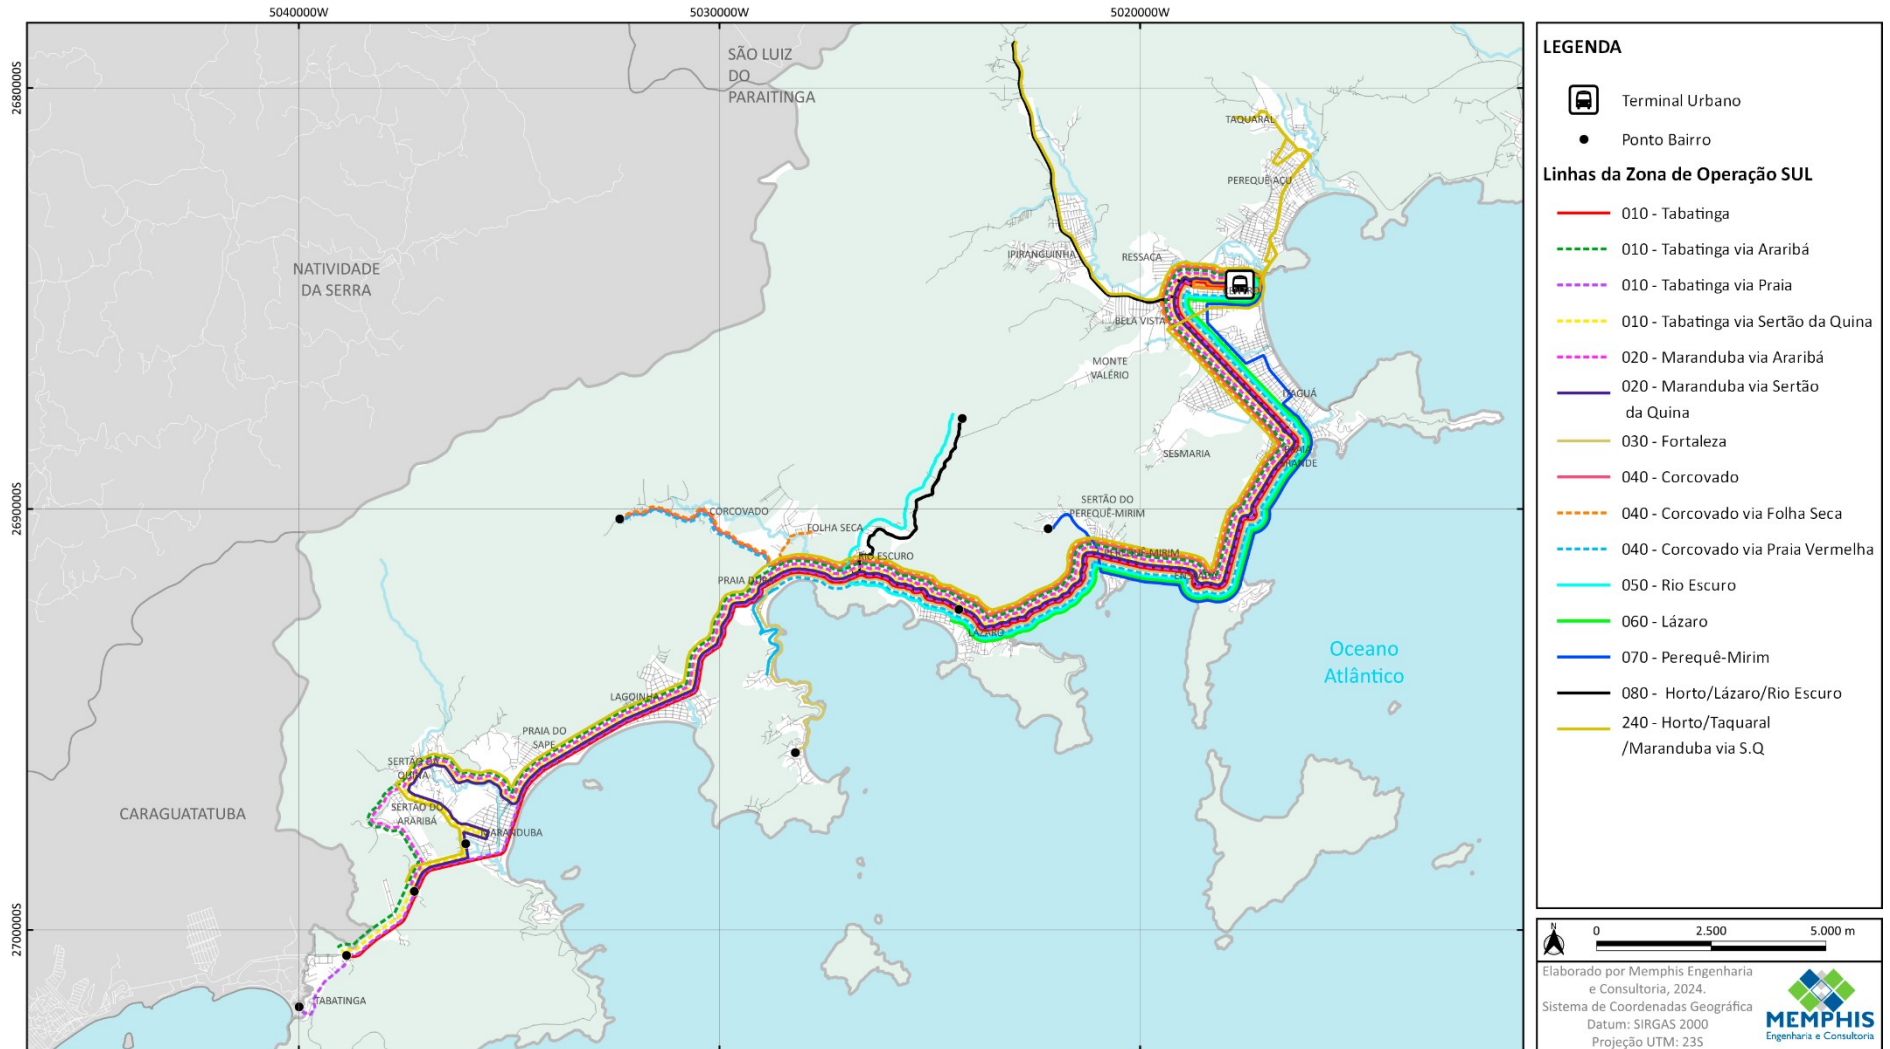 5040000W
5030000W
5020000W
2680000S
2690000S
2700000S
SÃO LUIZ
DO
PARAITINGA
NATIVIDADE
DA SERRA
CARAGUATATUBA
TAQUARAL
PEREQUÊ-AÇU
IPIRANGUINHA
RESSACA
BELA VISTA
MONTE
VALÉRIO
ITAGUÁ
SESMARIA
SERTÃO DO
PEREQUÊ-MIRIM
PEREQUÊ-MIRIM
CORCOVADO
FOLHA SECA
RIO ESCURO
PRAIA DURA
LÁZARO
LAGOINHA
PRAIA DO
SAPE
SERTÃO DA
QUINA
SERTÃO DO
ARARIBÁ
MARANDUBA
TABATINGA
Oceano
Atlântico
LEGENDA
Terminal Urbano
Ponto Bairro
Linhas da Zona de Operação SUL
010 - Tabatinga
010 - Tabatinga via Araribá
010 - Tabatinga via Praia
010 - Tabatinga via Sertão da Quina
020 - Maranduba via Araribá
020 - Maranduba via Sertão
da Quina
030 - Fortaleza
040 - Corcovado
040 - Corcovado via Folha Seca
040 - Corcovado via Praia Vermelha
050 - Rio Escuro
060 - Lázaro
070 - Perequê-Mirim
080 - Horto/Lázaro/Rio Escuro
240 - Horto/Taquaral
/Maranduba via S.Q
N
0 2.500 5.000 m
Elaborado por Memphis Engenharia
e Consultoria, 2024.
Sistema de Coordenadas Geográfica
Datum: SIRGAS 2000
Projeção UTM: 23S
MEMPHIS
Engenharia e Consultoria